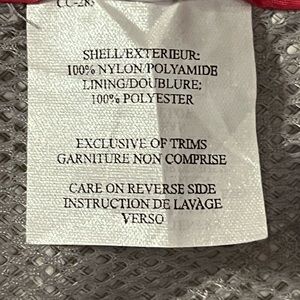 SHELL/EXTERIEUR:
100% NYLON/POLYAMIDE
LINING/DOUBLURE:
100% POLYESTER
EXCLUSIVE OF TRIMS
GARNITURE NON COMPRISE
CARE ON REVERSE SIDE
INSTRUCTION DE LAVAGE
VERSO